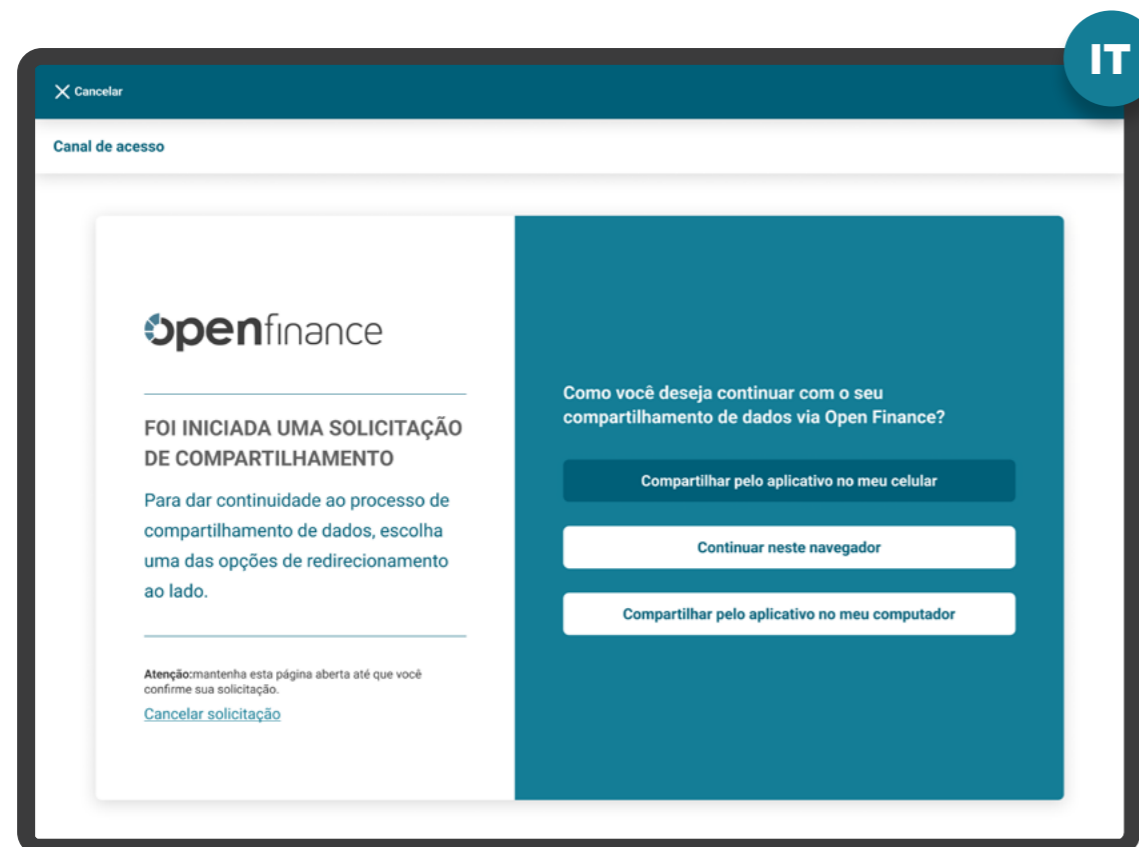 IT
Cancelar
Canal de acesso
openfinance
FOI INICIADA UMA SOLICITAÇÃO
DE COMPARTILHAMENTO
Para dar continuidade ao processo de
compartilhamento de dados, escolha
uma das opções de redirecionamento
ao lado.
Atenção:mantenha esta página aberta até que você
confirme sua solicitação.
Cancelar solicitação
Como você deseja continuar com o seu
compartilhamento de dados via Open Finance?
Compartilhar pelo aplicativo no meu celular
Continuar neste navegador
Compartilhar pelo aplicativo no meu computador